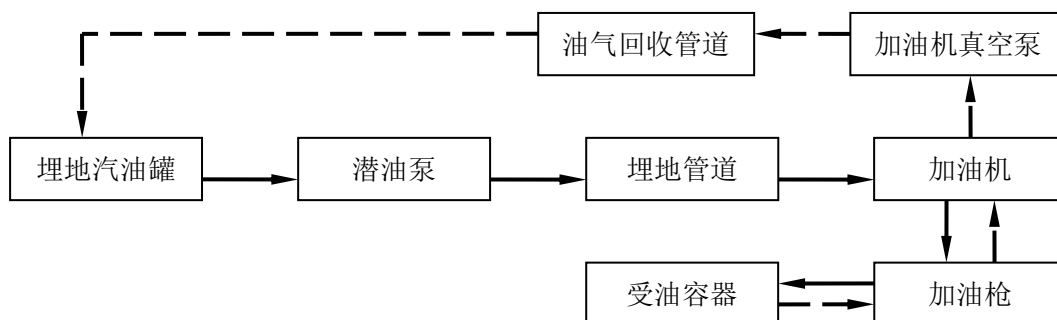 油气回收管道
加油机真空泵
埋地汽油罐
潜油泵
埋地管道
加油机
受油容器
加油枪